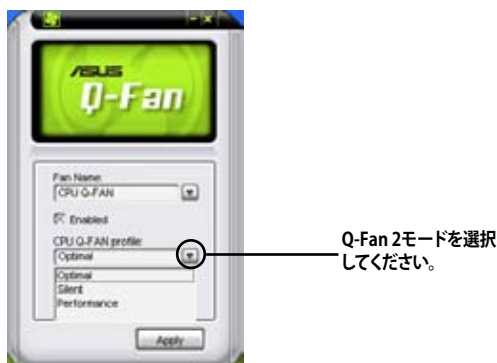 ASUS
Q-Fan
Fan Name:
CPU Q-FAN
Enabled
CPU Q-FAN profile:
Optimal
Optimal
Silent
Performance
Apply
Q-Fan 2モードを選択
してください。